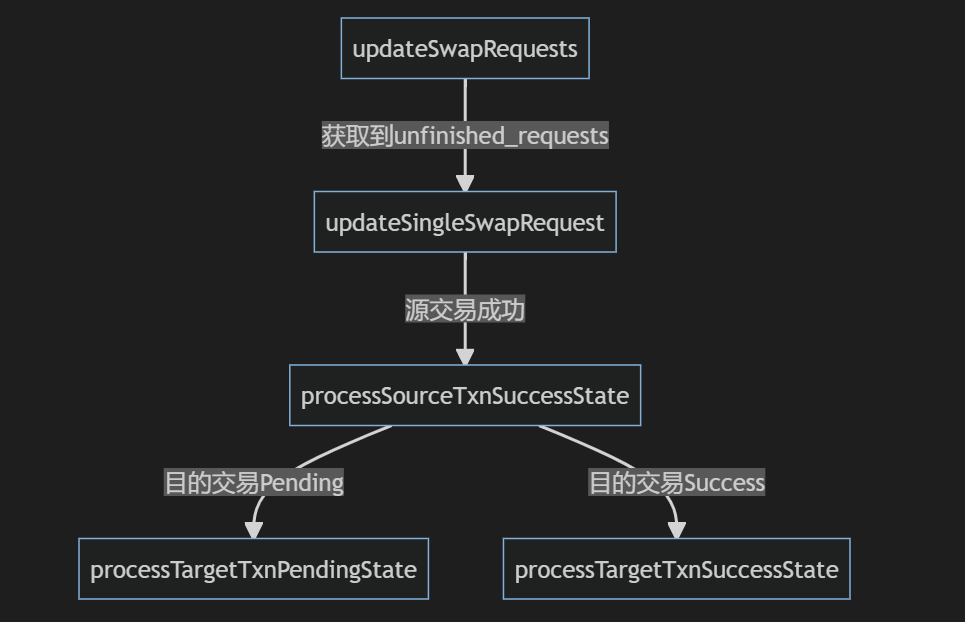 updateSwapRequests
获取到unfinished_requests
updateSingleSwapRequest
源交易成功
processSourceTxnSuccessState
目的交易Pending
目的交易Success
processTargetTxnPendingState
processTargetTxnSuccessState